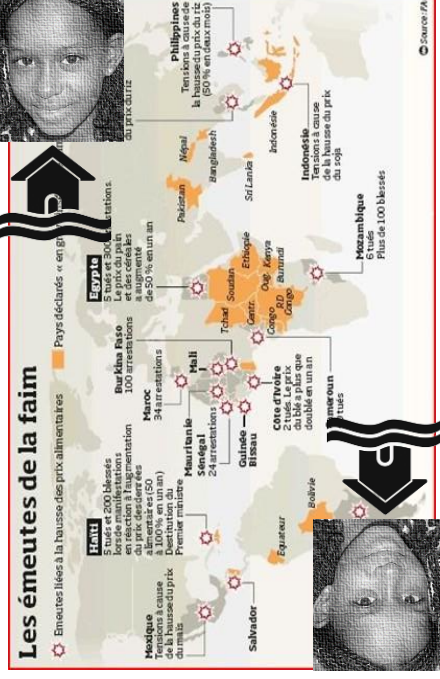 Les émeutes de la faim
Emeutes liées à la hausse des prix alimentaires
Pays déclarés « en
Haïti
5 tués et 200 blessés
lors de manifestations
en réaction à l'augmentation
du prix des denrées
alimentaires (50
à 100% en un an)
Destitution du
Premier ministre
Mexique
Tensions à cause
de la hausse du prix
du maïs
Salvador
Equateur
Bolivie
Burkina Faso
100 arrestations
Maroc
34 arrestations
Mauritanie
Mali
Sénégal
24 arrestations
Guinée
Bissau
Côte d'Ivoire
2 tués. Le prix
du blé a plus que
doublé en un an
ameroun
tués
Egypte
5 tués et 300
Le prix du pain
et des céréales
a augmenté
de 50 % en un an
Tchad
Soudan
Ethiopie
Centr.
Oug.
Kenya
Congo
RD
Congo
Burundi
Mozambique
6 tués
Plus de 100 blessés
Pakistan
Népal
Bangladesh
Sri Lanka
Indonésie
du prix du riz
Philippines
Tensions à cause de
la hausse du prix du riz
(50 % en deux mois)
Indonésie
Tensions à cause
de la hausse du prix
du soja
Source : FA